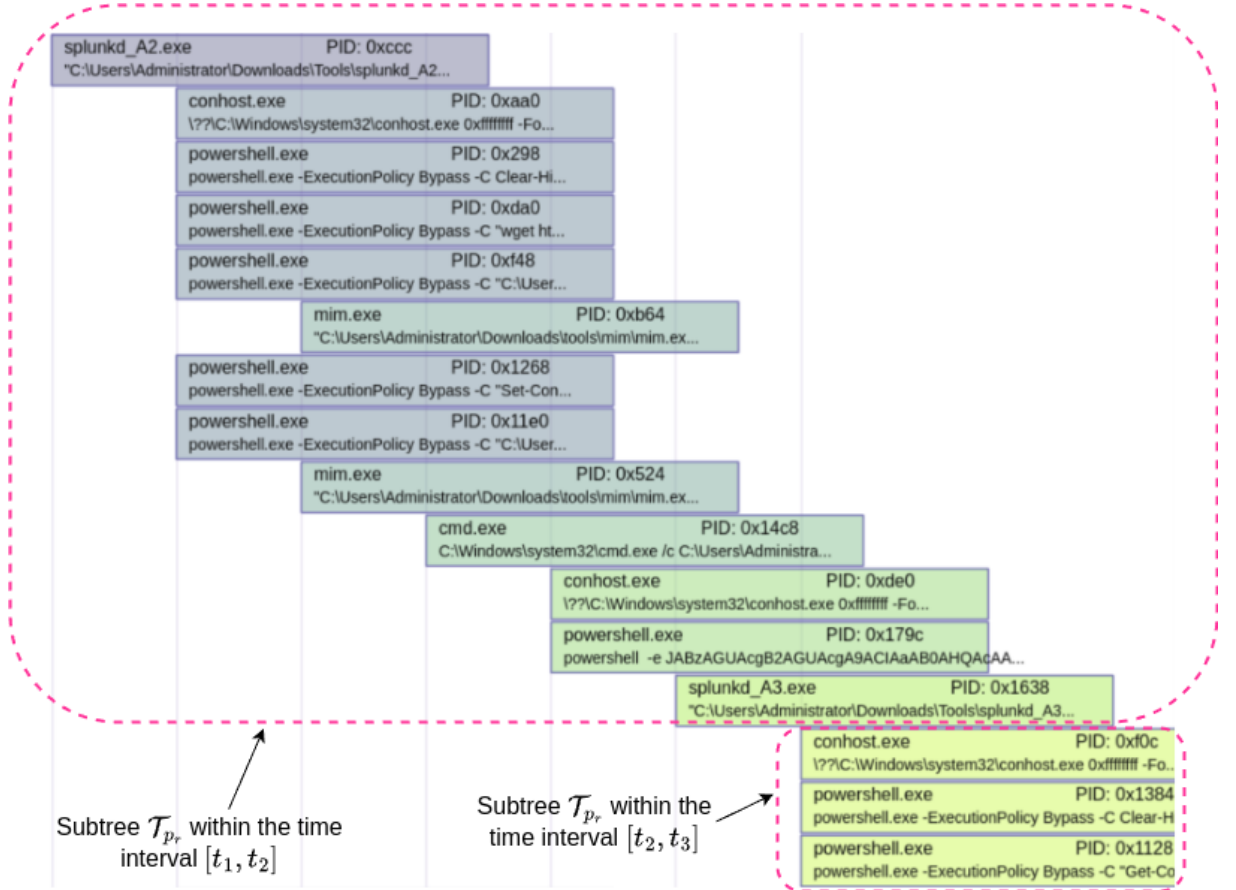 splunkd_A2.exe PID: 0xccc
"C:\Users\Administrator\Downloads\Tools\splunkd_A2...
conhost.exe PID: 0xaa0
\??\C:\Windows\system32\conhost.exe 0xffffffff -Fo...
powershell.exe PID: 0x298
powershell.exe -ExecutionPolicy Bypass -C Clear-Hi...
powershell.exe PID: 0xda0
powershell.exe -ExecutionPolicy Bypass -C "wget ht...
powershell.exe PID: 0xf48
powershell.exe -ExecutionPolicy Bypass -C "C:\User...
mim.exe PID: 0xb64
"C:\Users\Administrator\Downloads\tools\mim\mim.ex...
powershell.exe PID: 0x1268
powershell.exe -ExecutionPolicy Bypass -C "Set-Con...
powershell.exe PID: 0x11e0
powershell.exe -ExecutionPolicy Bypass -C "C:\User...
mim.exe PID: 0x524
"C:\Users\Administrator\Downloads\tools\mim\mim.ex...
cmd.exe PID: 0x14c8
C:\Windows\system32\cmd.exe /c C:\Users\Administra...
conhost.exe PID: 0xde0
\??\C:\Windows\system32\conhost.exe 0xffffffff -Fo...
powershell.exe PID: 0x179c
powershell -e JABzAGUAcgB2AGUAcgA9ACIAaAB0AHQAcAA...
splunkd_A3.exe PID: 0x1638
"C:\Users\Administrator\Downloads\Tools\splunkd_A3...
conhost.exe PID: 0xf0c
\??\C:\Windows\system32\conhost.exe 0xffffffff -Fo..
powershell.exe PID: 0x1384
powershell.exe -ExecutionPolicy Bypass -C Clear-H
powershell.exe PID: 0x1128
powershell.exe -ExecutionPolicy Bypass -C "Get-Co
Subtree 𝒯_{p_r} within the time
interval [t₁, t₂]
Subtree 𝒯_{p_r} within the
time interval [t₂, t₃]